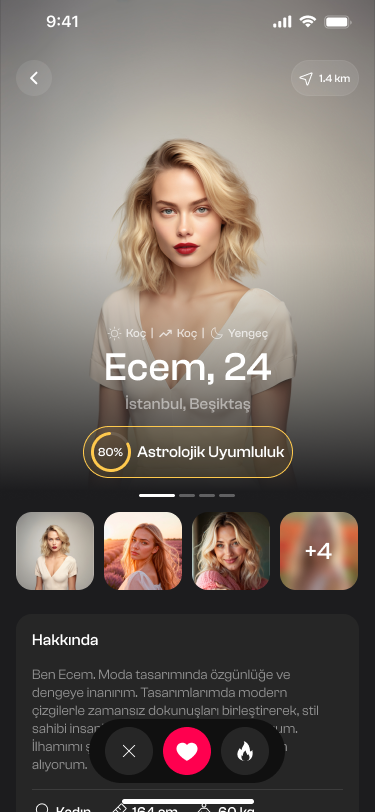 9:41
1.4 km
Koç | Koç | Yengeç
Ecem, 24
İstanbul, Beşiktaş
80% Astrolojik Uyumluluk
+4
Hakkında
Ben Ecem. Moda tasarımında özgünlüğe ve
dengeye inanırım. Tasarımlarımda modern
çizgilerle zamansız dokunuşları birleştirerek, stil
sahibi
İlhamımı
alıyorum.
Kadın 164 cm 60 kg